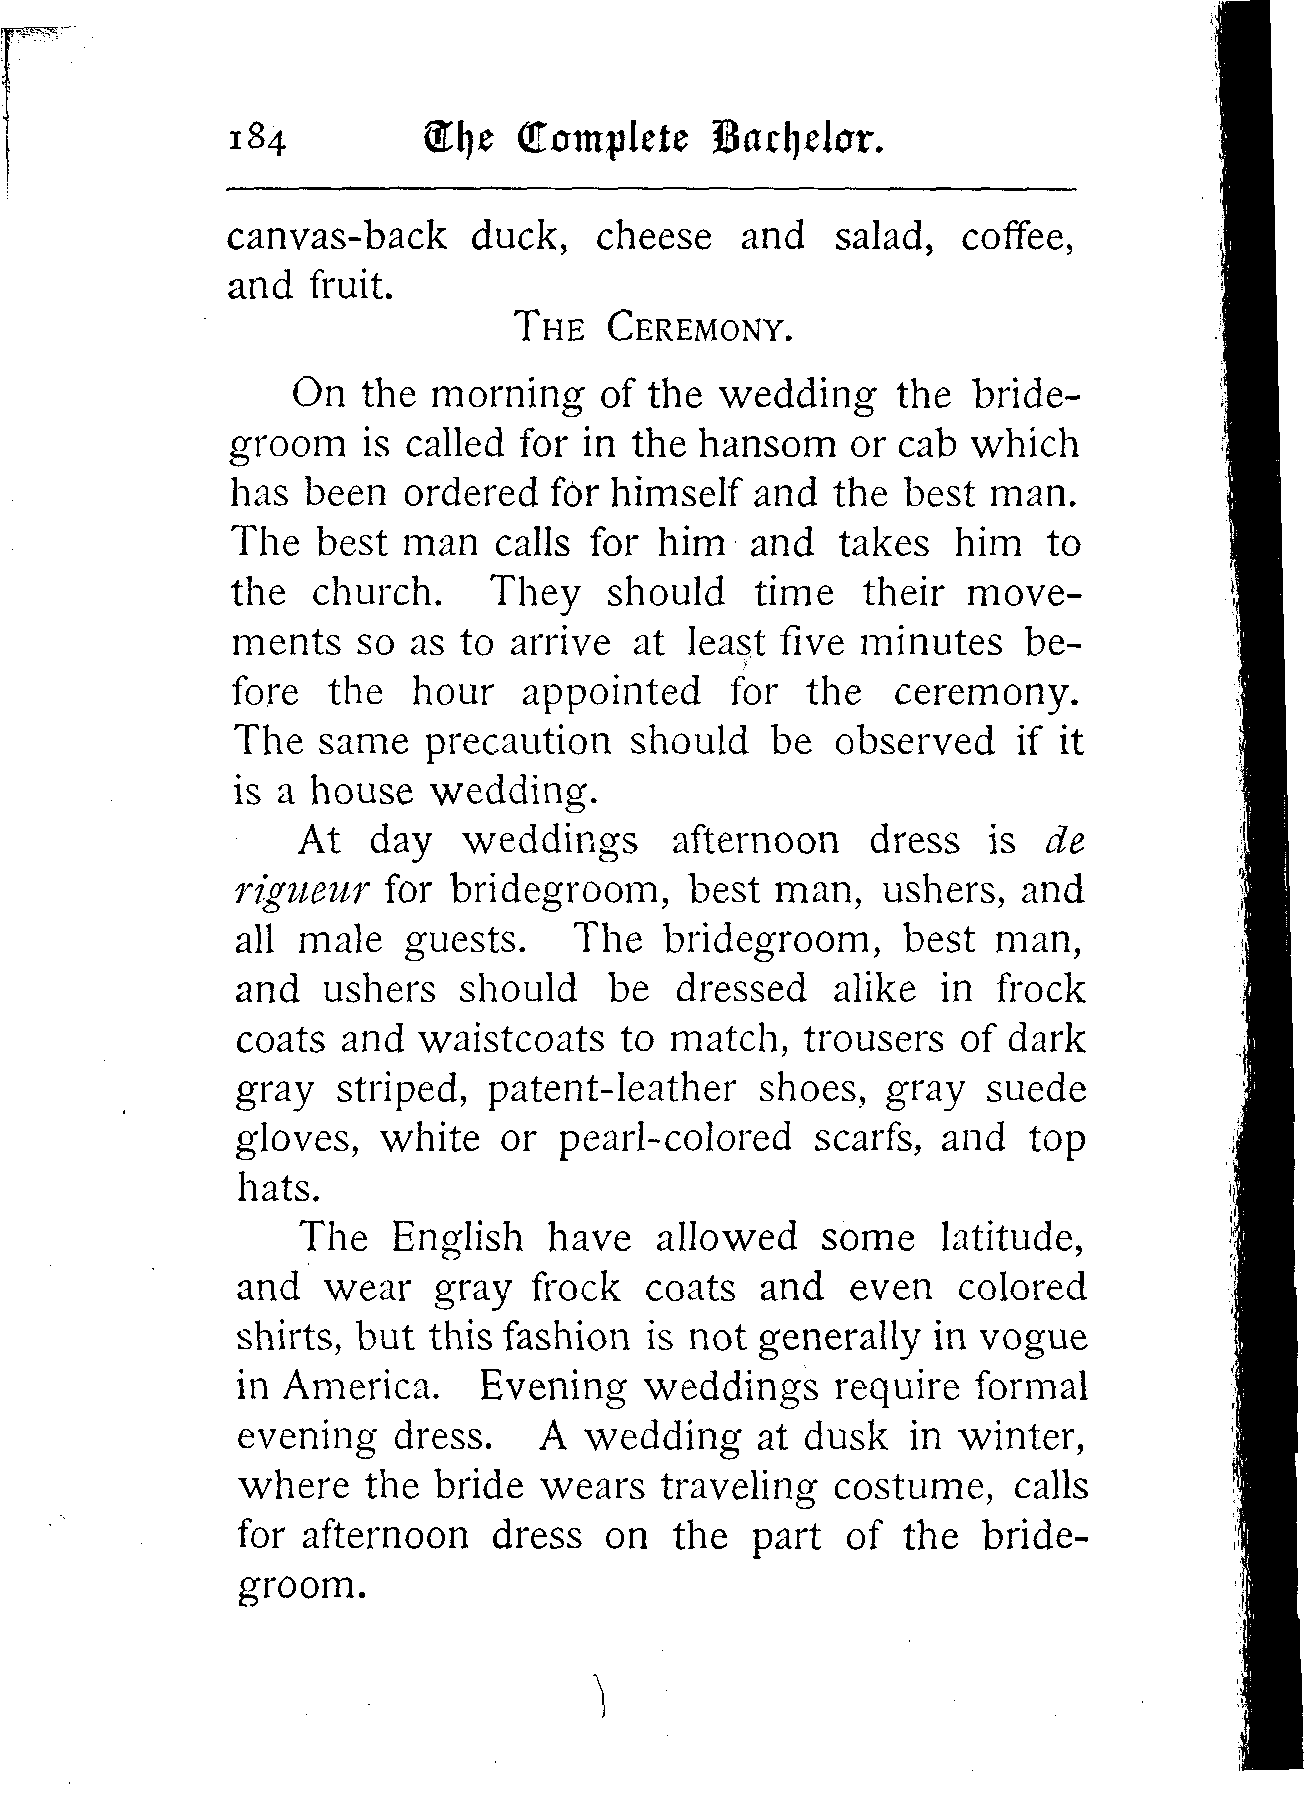 184 The Complete Bachelor.
canvas-back duck, cheese and salad, coffee,
and fruit.
THE CEREMONY.
On the morning of the wedding the bride-
groom is called for in the hansom or cab which
has been ordered for himself and the best man.
The best man calls for him and takes him to
the church. They should time their move-
ments so as to arrive at least five minutes be-
fore the hour appointed for the ceremony.
The same precaution should be observed if it
is a house wedding.
At day weddings afternoon dress is de
rigueur for bridegroom, best man, ushers, and
all male guests. The bridegroom, best man,
and ushers should be dressed alike in frock
coats and waistcoats to match, trousers of dark
gray striped, patent-leather shoes, gray suede
gloves, white or pearl-colored scarfs, and top
hats.
The English have allowed some latitude,
and wear gray frock coats and even colored
shirts, but this fashion is not generally in vogue
in America. Evening weddings require formal
evening dress. A wedding at dusk in winter,
where the bride wears traveling costume, calls
for afternoon dress on the part of the bride-
groom.